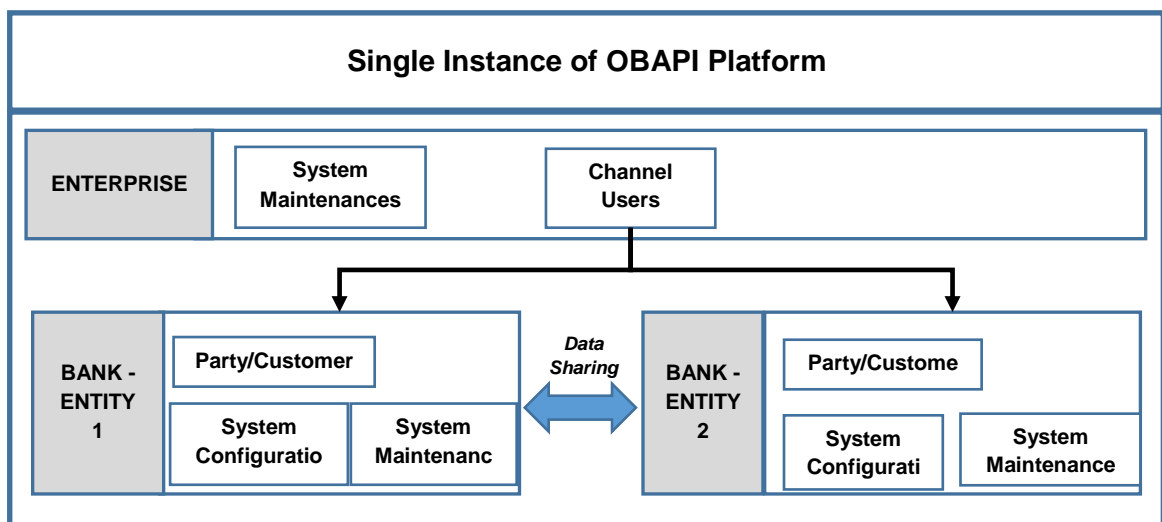 Single Instance of OBAPI Platform
ENTERPRISE
System
Maintenances
Channel
Users
BANK -
ENTITY
1
Party/Customer
System
Configuratio
System
Maintenanc
Data
Sharing
BANK -
ENTITY
2
Party/Custome
System
Configurati
System
Maintenance